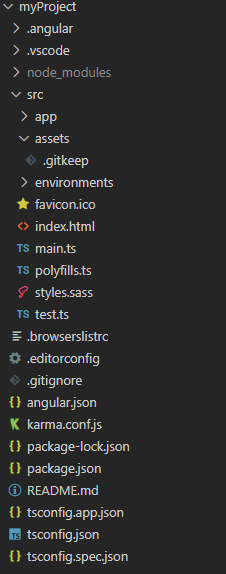 myProject
.angular
.vscode
node_modules
src
app
assets
.gitkeep
environments
favicon.ico
index.html
TS main.ts
TS polyfills.ts
styles.sass
TS test.ts
.browserslistrc
.editorconfig
.gitignore
{} angular.json
karma.conf.js
{} package-lock.json
{} package.json
README.md
{} tsconfig.app.json
TS tsconfig.json
{} tsconfig.spec.json